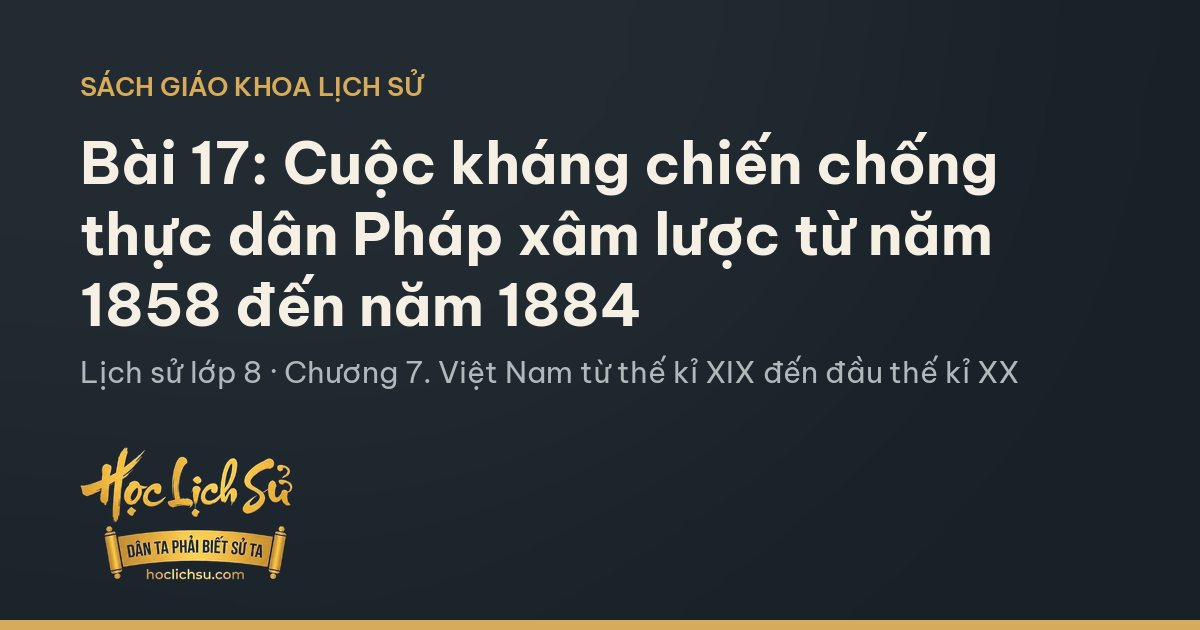 SÁCH GIÁO KHOA LỊCH SỬ
Bài 17: Cuộc kháng chiến chống
thực dân Pháp xâm lược từ năm
1858 đến năm 1884
Lịch sử lớp 8 · Chương 7. Việt Nam từ thế kỉ XIX đến đầu thế kỉ XX
Học Lịch Sử
DÂN TA PHẢI BIẾT SỬ TA
hoclichsu.com